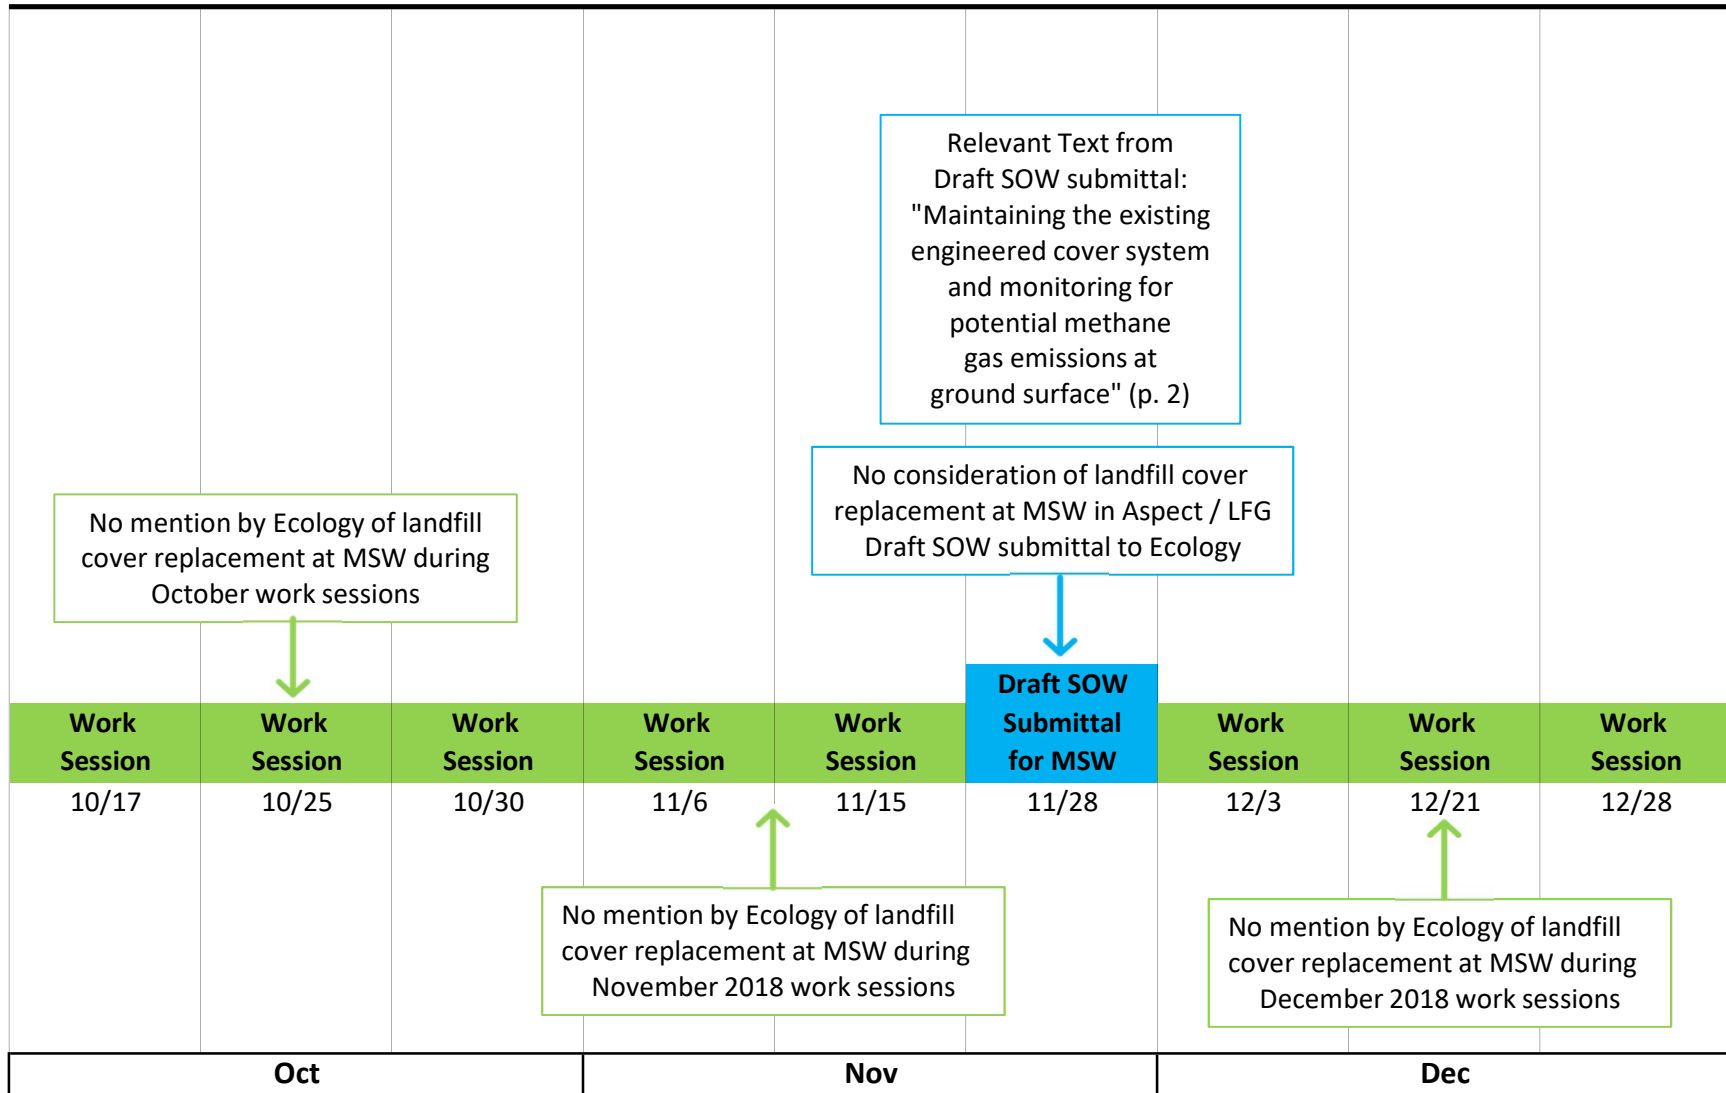 Relevant Text from
Draft SOW submittal:
"Maintaining the existing
engineered cover system
and monitoring for
potential methane
gas emissions at
ground surface" (p. 2)
No consideration of landfill cover
replacement at MSW in Aspect / LFG
Draft SOW submittal to Ecology
No mention by Ecology of landfill
cover replacement at MSW during
October work sessions
Work
Session
10/17
Work
Session
10/25
Work
Session
10/30
Work
Session
11/6
Work
Session
11/15
Draft SOW
Submittal
for MSW
11/28
Work
Session
12/3
Work
Session
12/21
Work
Session
12/28
No mention by Ecology of landfill
cover replacement at MSW during
November 2018 work sessions
No mention by Ecology of landfill
cover replacement at MSW during
December 2018 work sessions
Oct
Nov
Dec